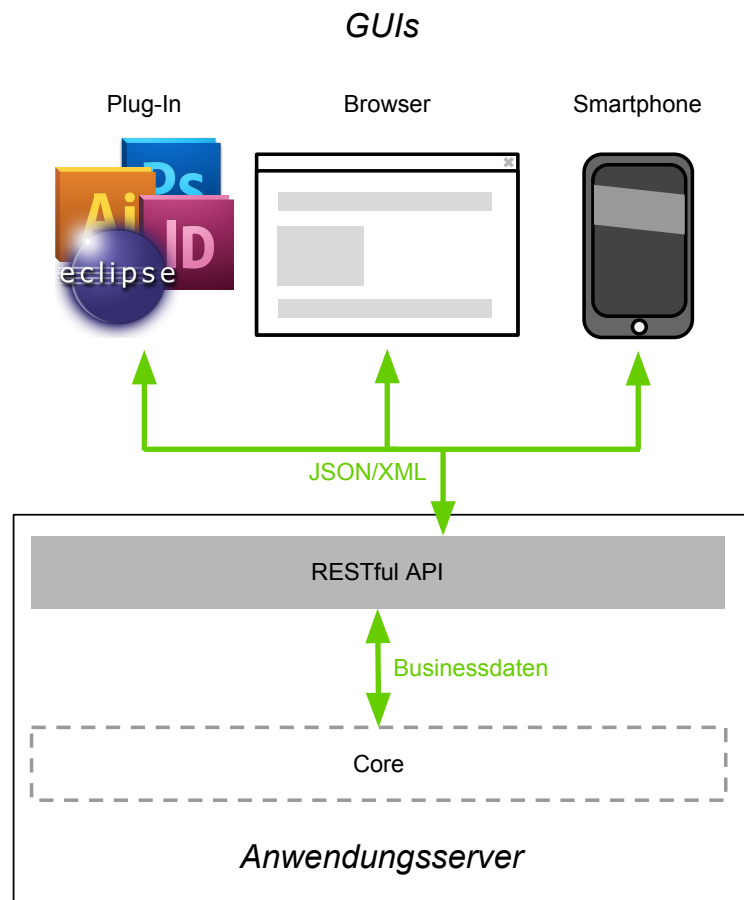 GUIs
Plug-In
Browser
Smartphone
Ps
Ai
ID
eclipse
JSON/XML
RESTful API
Businessdaten
Core
Anwendungsserver